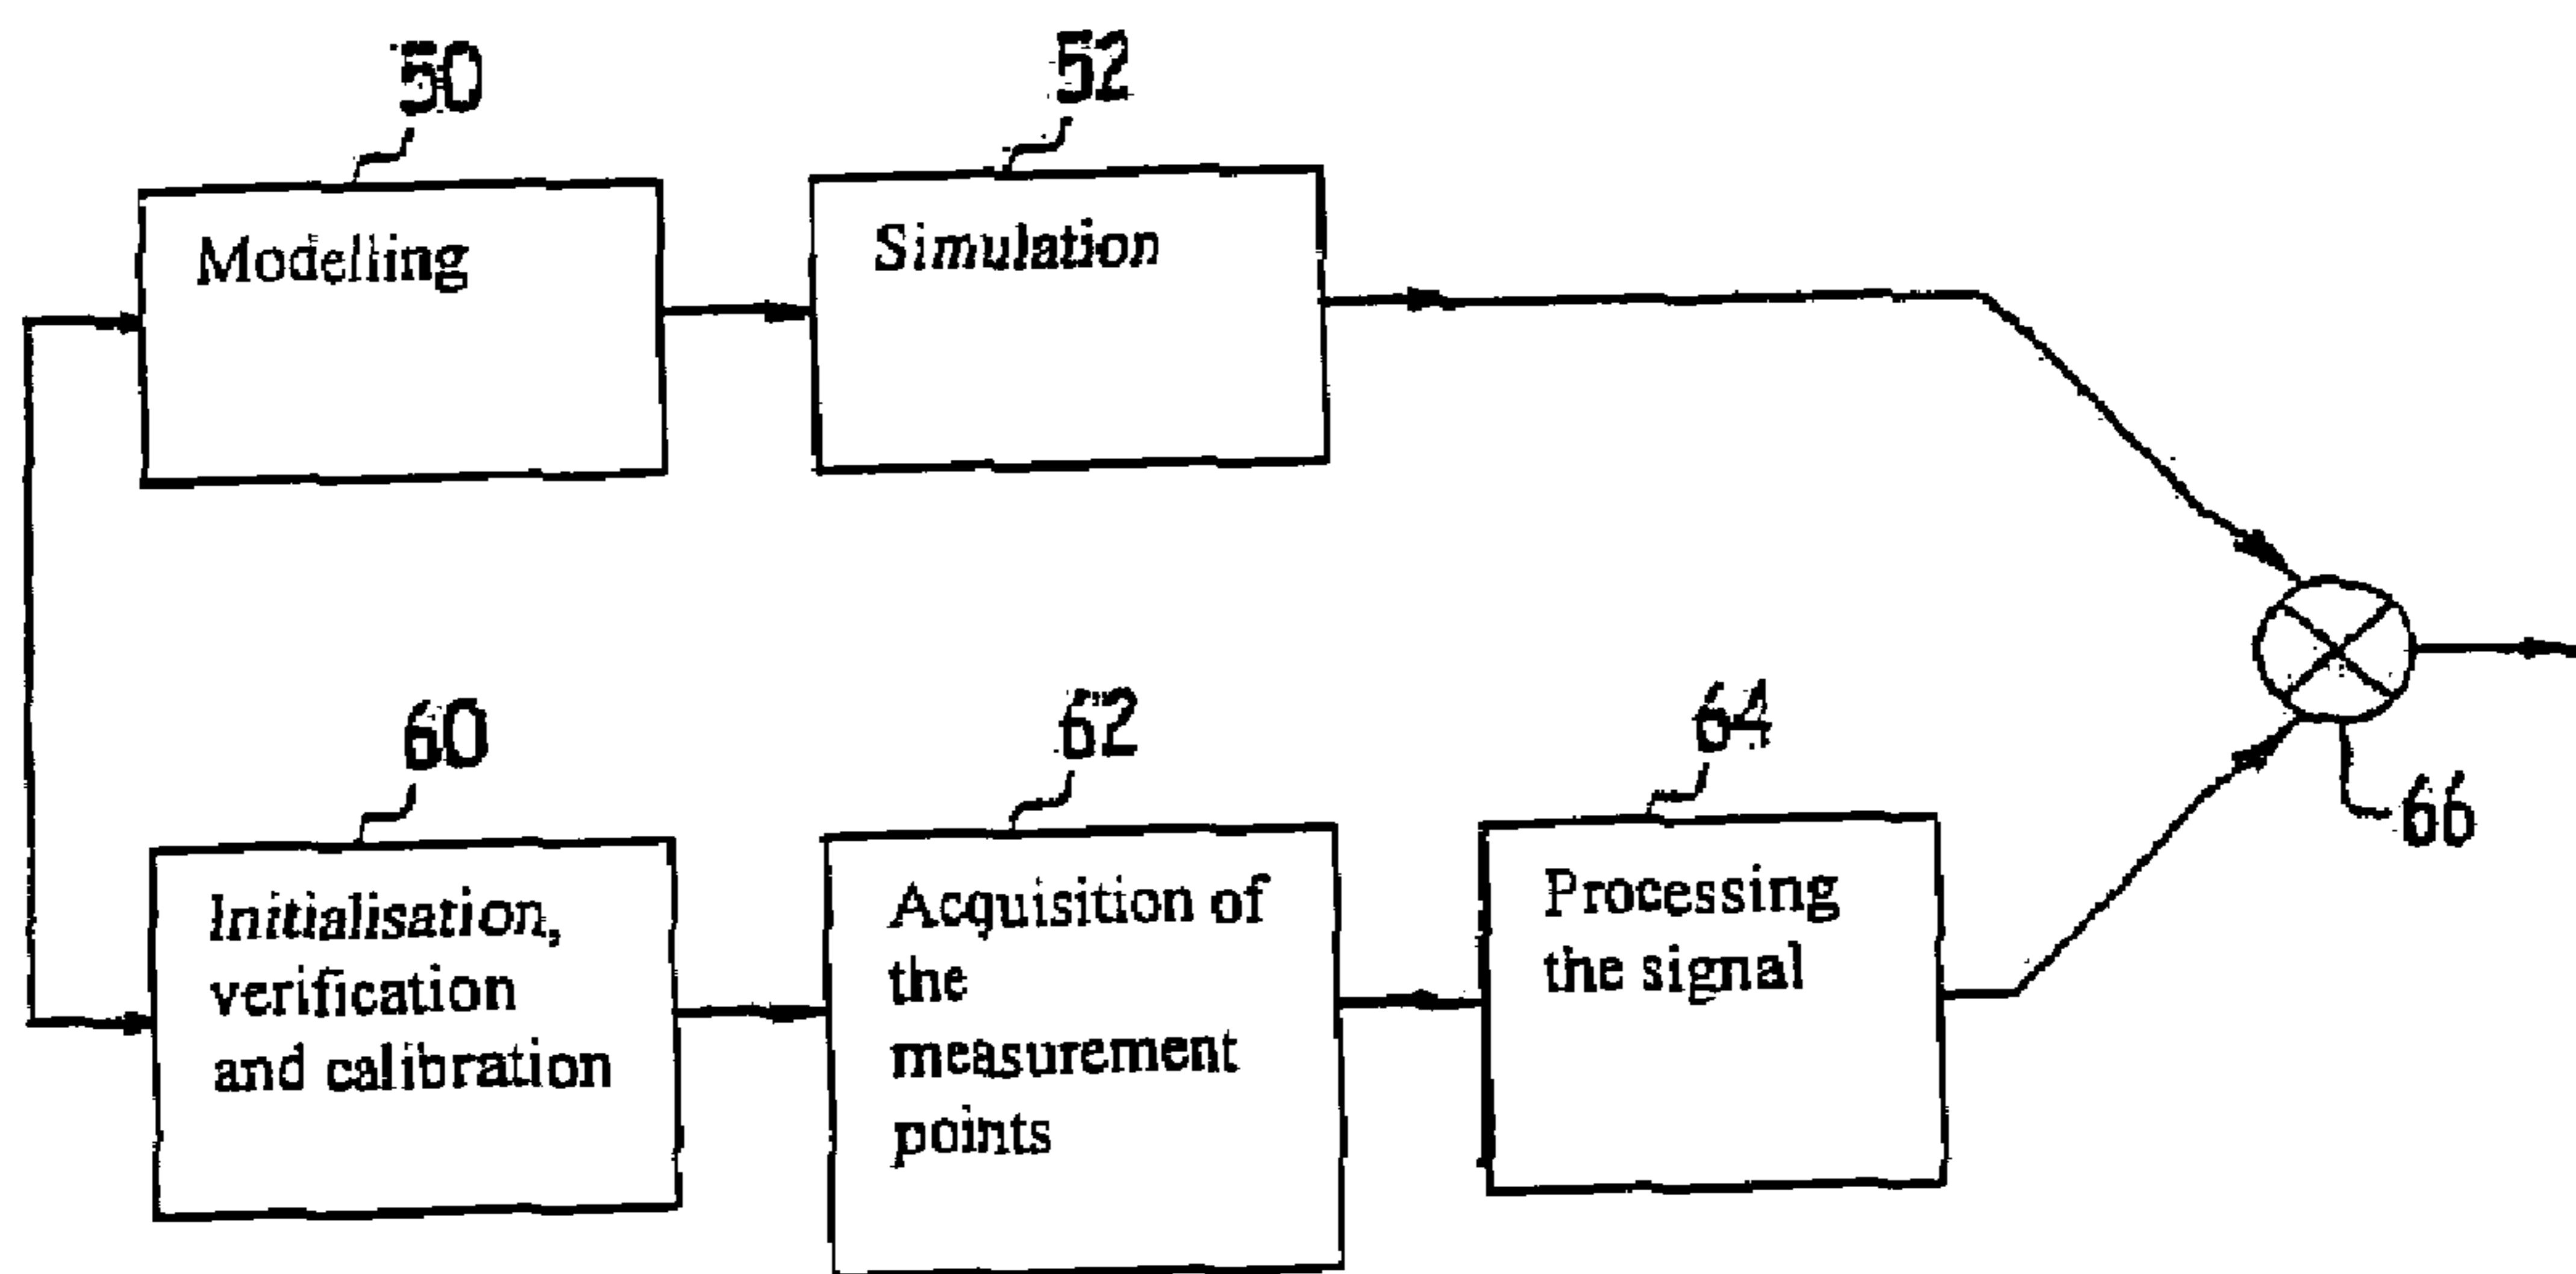 50
52
Modelling
Simulation
60
62
64
66
Initialisation,
verification
and calibration
Acquisition of
the
measurement
points
Processing
the signal